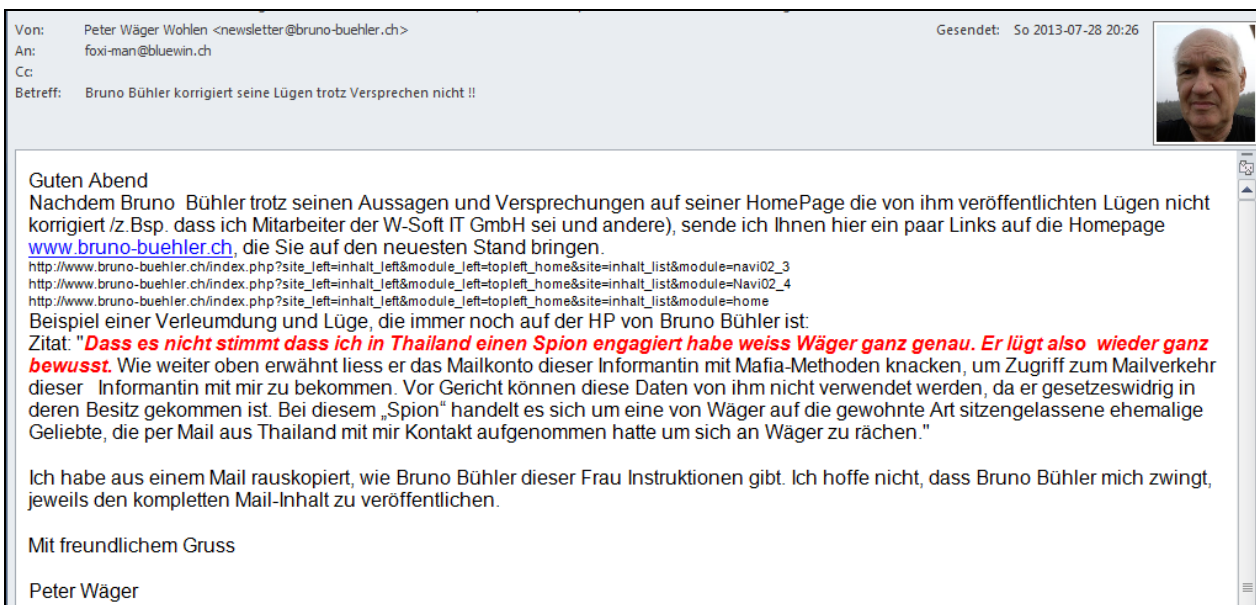 Von: Peter Wäger Wohlen <newsletter@bruno-buehler.ch> Gesendet: So 2013-07-28 20:26
An: foxi-man@bluewin.ch
Cc:
Betreff: Bruno Bühler korrigiert seine Lügen trotz Versprechen nicht !!
Guten Abend
Nachdem Bruno Bühler trotz seinen Aussagen und Versprechungen auf seiner HomePage die von ihm veröffentlichten Lügen nicht
korrigiert /z.Bsp. dass ich Mitarbeiter der W-Soft IT GmbH sei und andere), sende ich Ihnen hier ein paar Links auf die Homepage
www.bruno-buehler.ch, die Sie auf den neuesten Stand bringen.
http://www.bruno-buehler.ch/index.php?site_left=inhalt_left&module_left=topleft_home&site=inhalt_list&module=navi02_3
http://www.bruno-buehler.ch/index.php?site_left=inhalt_left&module_left=topleft_home&site=inhalt_list&module=Navi02_4
http://www.bruno-buehler.ch/index.php?site_left=inhalt_left&module_left=topleft_home&site=inhalt_list&module=home
Beispiel einer Verleumdung und Lüge, die immer noch auf der HP von Bruno Bühler ist:
Zitat: "Dass es nicht stimmt dass ich in Thailand einen Spion engagiert habe weiss Wäger ganz genau. Er lügt also wieder ganz
bewusst. Wie weiter oben erwähnt liess er das Mailkonto dieser Informantin mit Mafia-Methoden knacken, um Zugriff zum Mailverkehr
dieser Informantin mit mir zu bekommen. Vor Gericht können diese Daten von ihm nicht verwendet werden, da er gesetzeswidrig in
deren Besitz gekommen ist. Bei diesem „Spion“ handelt es sich um eine von Wäger auf die gewohnte Art sitzengelassene ehemalige
Geliebte, die per Mail aus Thailand mit mir Kontakt aufgenommen hatte um sich an Wäger zu rächen."
Ich habe aus einem Mail rauskopiert, wie Bruno Bühler dieser Frau Instruktionen gibt. Ich hoffe nicht, dass Bruno Bühler mich zwingt,
jeweils den kompletten Mail-Inhalt zu veröffentlichen.
Mit freundlichem Gruss
Peter Wäger